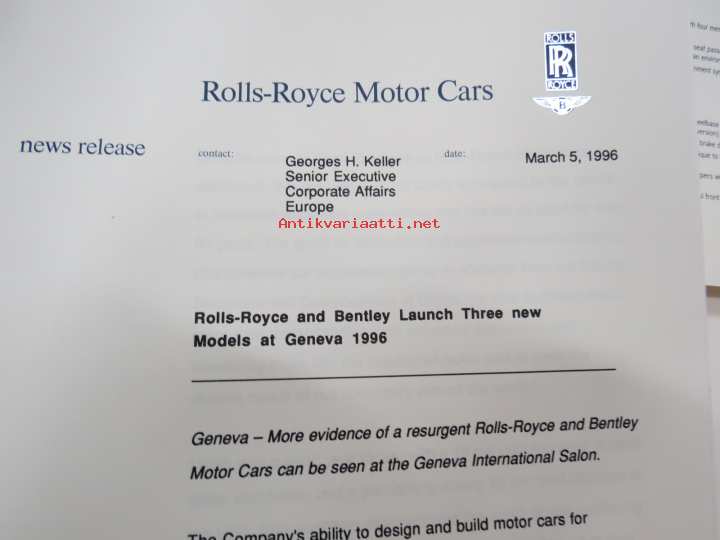 ROLLS
RR
ROYCE
B
Rolls-Royce Motor Cars
news release
contact:
Georges H. Keller
Senior Executive
Corporate Affairs
Europe
date:
March 5, 1996
Antikvariaatti.net
Rolls-Royce and Bentley Launch Three new
Models at Geneva 1996
Geneva – More evidence of a resurgent Rolls-Royce and Bentley
Motor Cars can be seen at the Geneva International Salon.
The Company's ability to design and build motor cars for